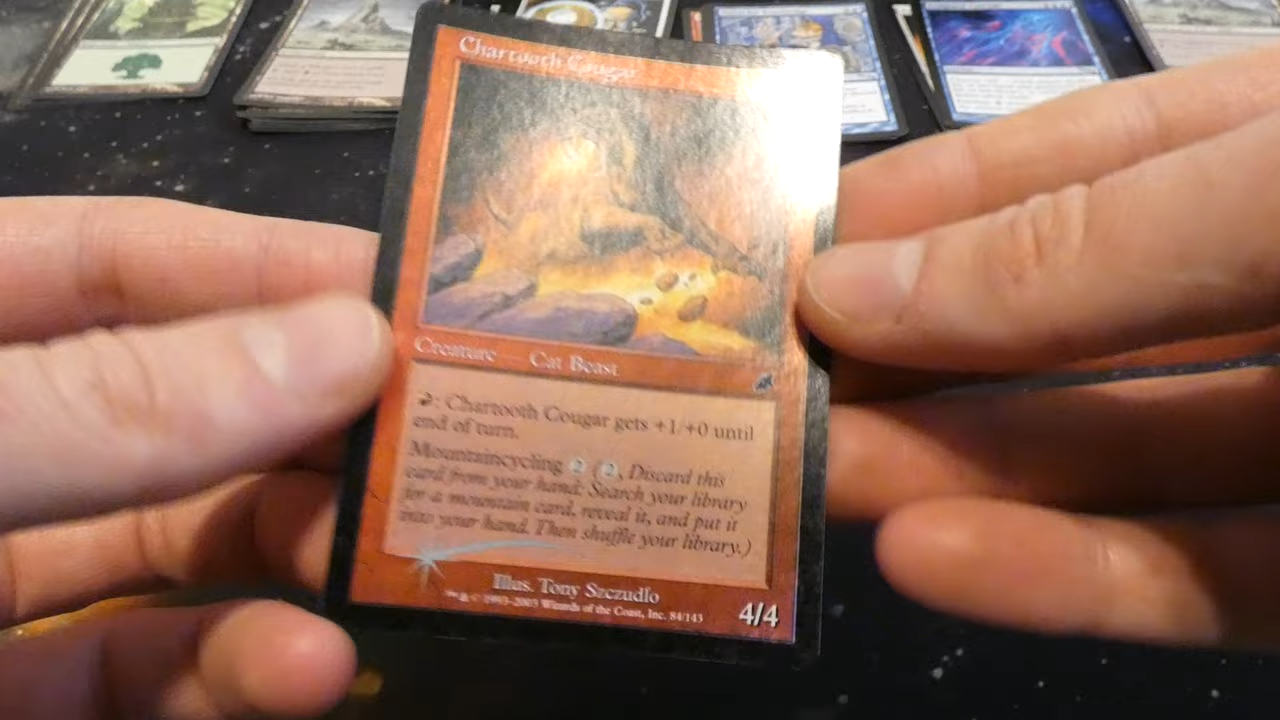 Chartooth Cougar
Creature — Cat Beast
: Chartooth Cougar gets +1/+0 until
end of turn.
Mountaincycling 2 (2, Discard this
card from your hand: Search your library
for a mountain card, reveal it, and put it
into your hand. Then shuffle your library.)
Illus. Tony Szczudlo
™ & © 1993-2003 Wizards of the Coast, Inc. 84/143
4/4